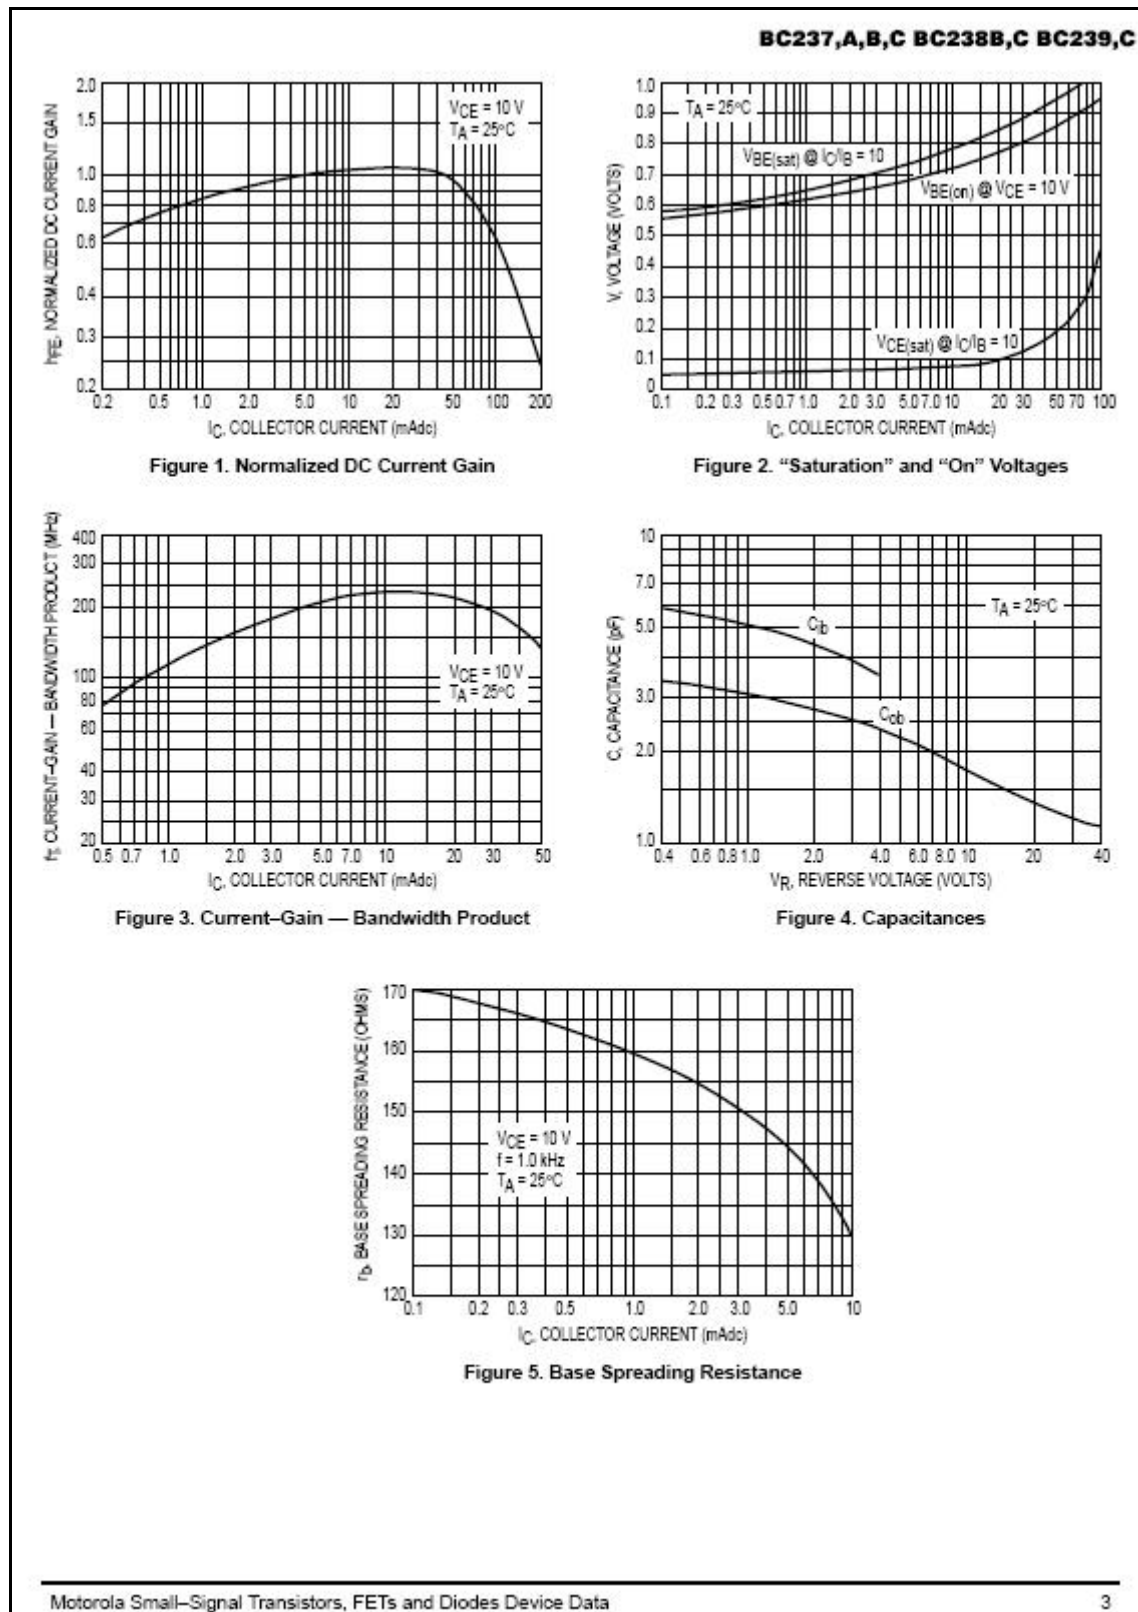 BC237,A,B,C BC238B,C BC239,C
hFE, NORMALIZED DC CURRENT GAIN
2.0
1.5
1.0
0.8
0.6
0.4
0.3
0.2
VCE = 10 V
TA = 25°C
0.2 0.5 1.0 2.0 5.0 10 20 50 100 200
IC, COLLECTOR CURRENT (mAdc)
Figure 1. Normalized DC Current Gain
V, VOLTAGE (VOLTS)
1.0
0.9
0.8
0.7
0.6
0.5
0.4
0.3
0.2
0.1
0
TA = 25°C
VBE(sat) @ IC/IB = 10
VBE(on) @ VCE = 10 V
VCE(sat) @ IC/IB = 10
0.1 0.2 0.3 0.5 0.7 1.0 2.0 3.0 5.0 7.0 10 20 30 50 70 100
IC, COLLECTOR CURRENT (mAdc)
Figure 2. “Saturation” and “On” Voltages
fT, CURRENT–GAIN — BANDWIDTH PRODUCT (MHz)
400
300
200
100
80
60
40
30
20
VCE = 10 V
TA = 25°C
0.5 0.7 1.0 2.0 3.0 5.0 7.0 10 20 30 50
IC, COLLECTOR CURRENT (mAdc)
Figure 3. Current–Gain — Bandwidth Product
C, CAPACITANCE (pF)
10
7.0
5.0
3.0
2.0
1.0
TA = 25°C
Cib
Cob
0.4 0.6 0.8 1.0 2.0 4.0 6.0 8.0 10 20 40
VR, REVERSE VOLTAGE (VOLTS)
Figure 4. Capacitances
rb, BASE SPREADING RESISTANCE (OHMS)
170
160
150
140
130
120
VCE = 10 V
f = 1.0 kHz
TA = 25°C
0.1 0.2 0.3 0.5 1.0 2.0 3.0 5.0 10
IC, COLLECTOR CURRENT (mAdc)
Figure 5. Base Spreading Resistance
Motorola Small–Signal Transistors, FETs and Diodes Device Data
3